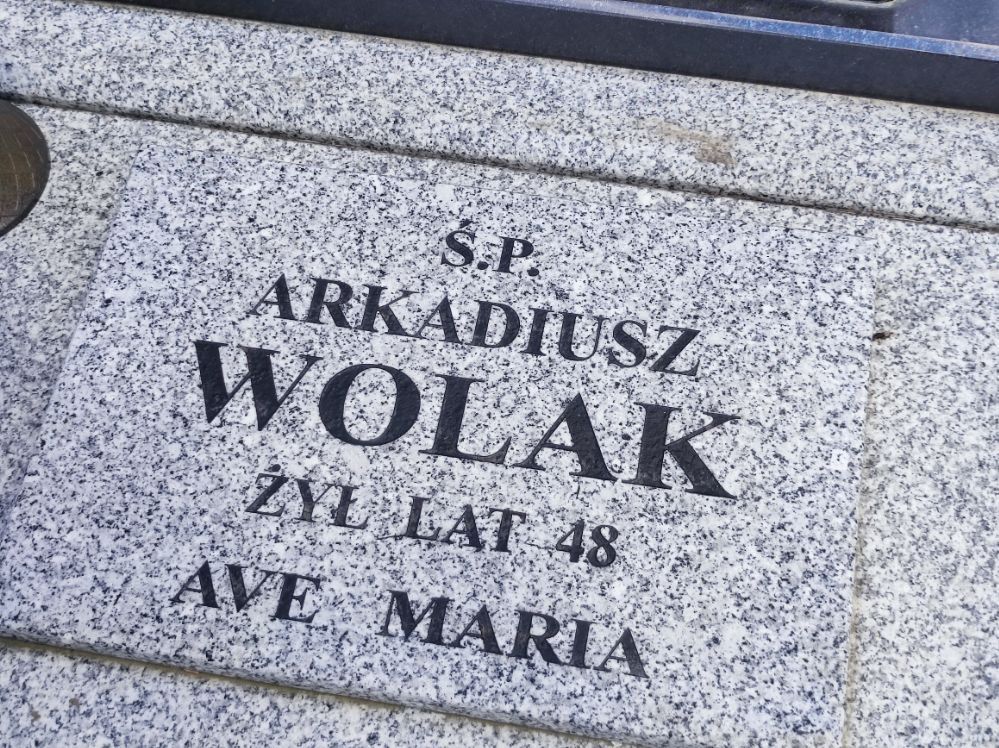 Ś.P.
ARKADIUSZ
WOLAK
ŻYŁ LAT 48
AVE MARIA